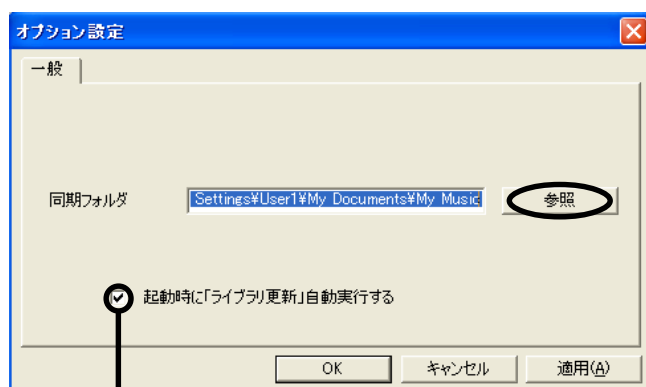 オプション設定
一般
同期フォルダ
Settings¥User1¥My Documents¥My Music
参照
起動時に「ライブラリ更新」自動実行する
OK
キャンセル
適用(A)